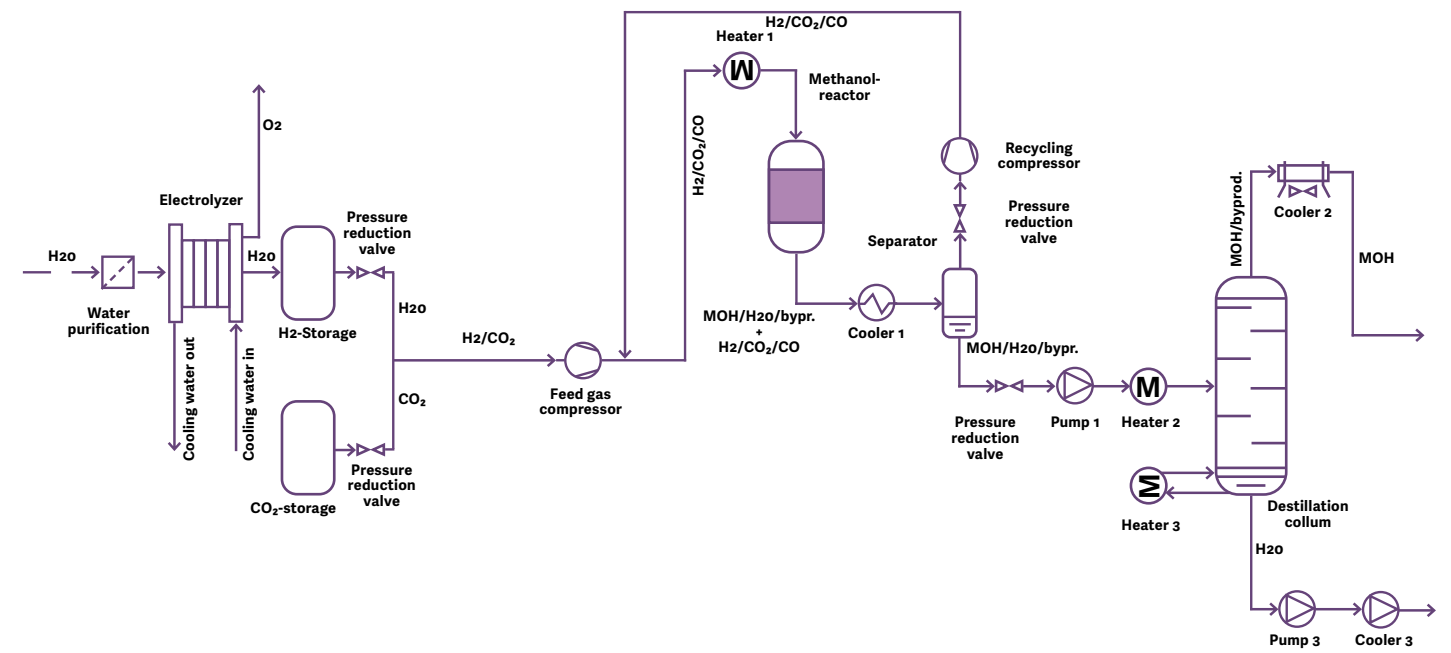 H2/CO₂/CO
Heater 1
M
Methanol-
reactor
O2
H2/CO₂/CO
Recycling
compressor
Electrolyzer
Pressure
reduction
valve
Pressure
reduction
valve
MOH/byprod.
Cooler 2
Separator
H2O
H2O
MOH
Water
purification
H2-Storage
H2O
MOH/H2O/bypr.
+
H2/CO₂/CO
Cooler 1
H2/CO₂
MOH/H2O/bypr.
Cooling water out
Cooling water in
CO₂
Feed gas
compressor
M
Pressure
reduction
valve
Pump 1
Heater 2
Pressure
reduction
valve
CO₂-storage
M
Heater 3
Destillation
collum
H2O
Pump 3
Cooler 3